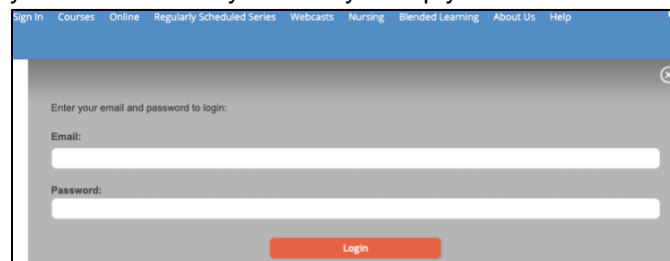 Sign In Courses Online Regularly Scheduled Series Webcasts Nursing Blended Learning About Us Help
Enter your email and password to login:
Email:
Password:
Login